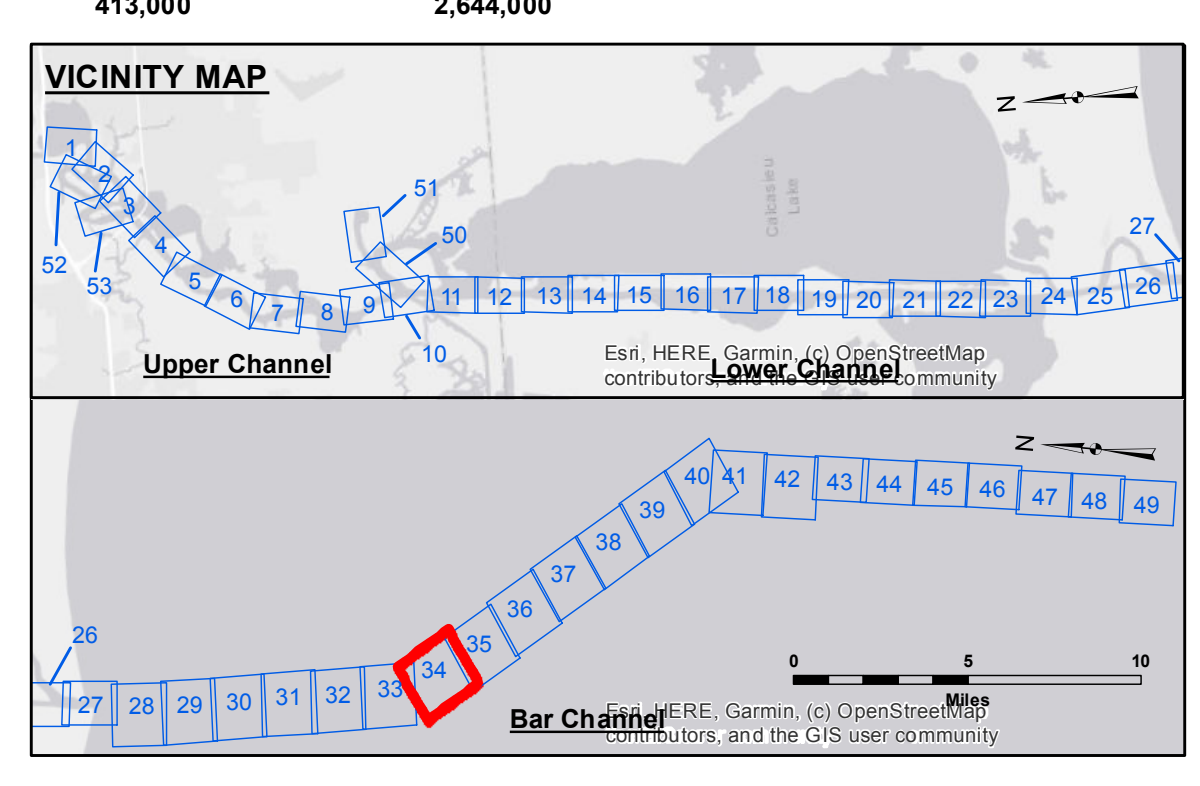 413,000 2,644,000
VICINITY MAP
N
1
2
3
4
5
6
7
8
9
10
11 12 13 14 15 16 17 18 19 20 21 22 23 24 25 26
27
50
51
52
53
Calcasieu
Lake
Upper Channel
Lower Channel
Esri, HERE, Garmin, (c) OpenStreetMap
contributors, and the GIS user community
N
26
27 28 29 30 31 32 33 34 35 36 37 38 39 40 41 42 43 44 45 46 47 48 49
0 5 10
Miles
Bar Channel
Esri, HERE, Garmin, (c) OpenStreetMap
contributors, and the GIS user community